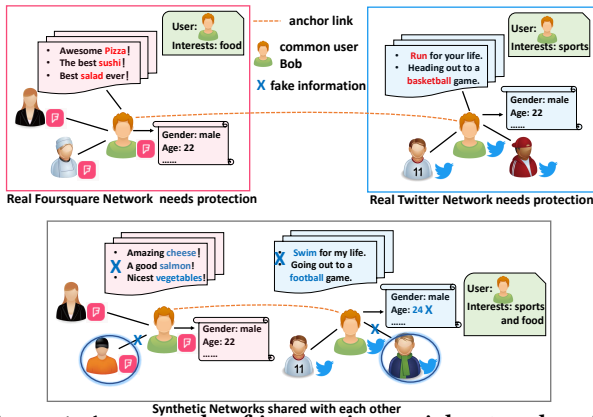 User:
Interests: food
• Awesome Pizza!
• The best sushi!
• Best salad ever!
Gender: male
Age: 22
......
Real Foursquare Network needs protection
anchor link
common user
Bob
X fake information
User:
Interests: sports
• Run for your life.
• Heading out to a
basketball game.
Gender: male
Age: 22
......
11
Real Twitter Network needs protection
• Amazing cheese!
X A good salmon!
• Nicest vegetables!
Gender: male
Age: 22
......
X
X Swim for my life.
Going out to a
football game.
Gender: male
Age: 24 X
......
X
11
User:
Interests: sports
and food
Synthetic Networks shared with each other